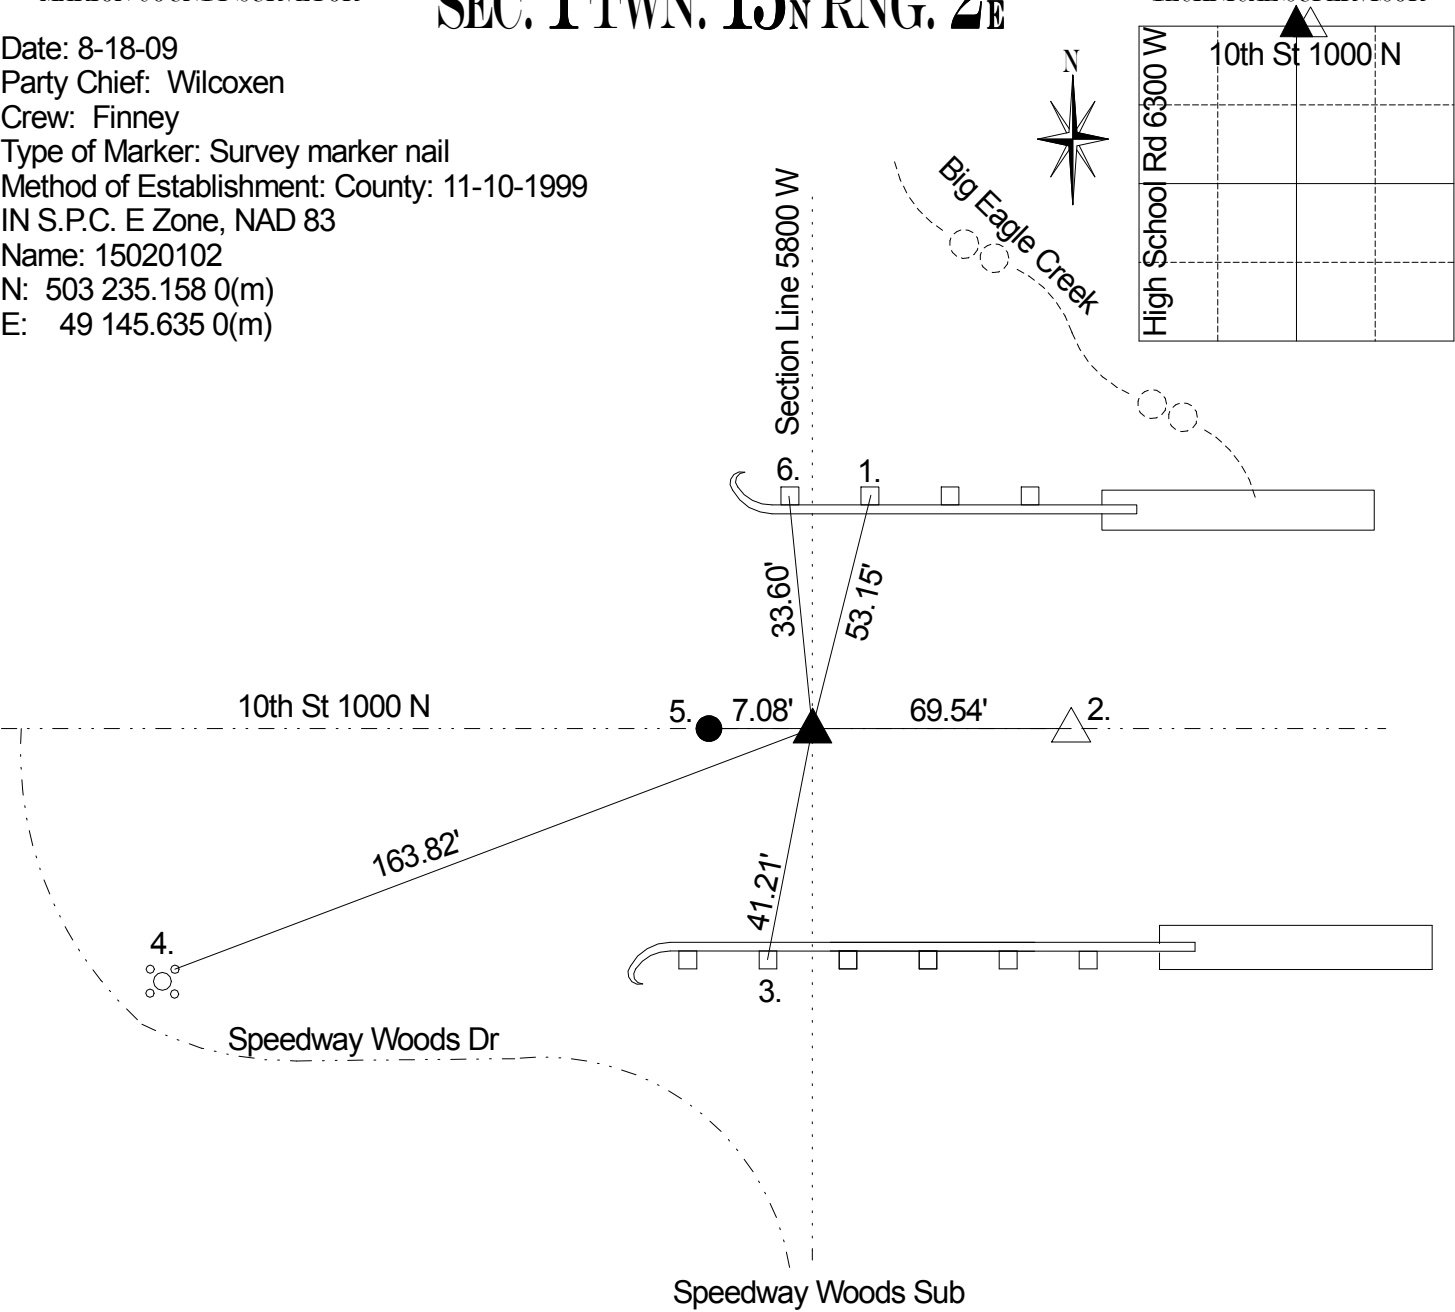 SEC. 1 TWN. 15N RNG. 2E
Date: 8-18-09
Party Chief: Wilcoxen
Crew: Finney
Type of Marker: Survey marker nail
Method of Establishment: County: 11-10-1999
IN S.P.C. E Zone, NAD 83
Name: 15020102
N: 503 235.158 0(m)
E: 49 145.635 0(m)
N
10th St 1000 N
High School Rd 6300 W
Big Eagle Creek
Section Line 5800 W
6.
1.
33.60'
53.15'
10th St 1000 N
5.
7.08'
69.54'
2.
163.82'
41.21'
4.
3.
Speedway Woods Dr
Speedway Woods Sub